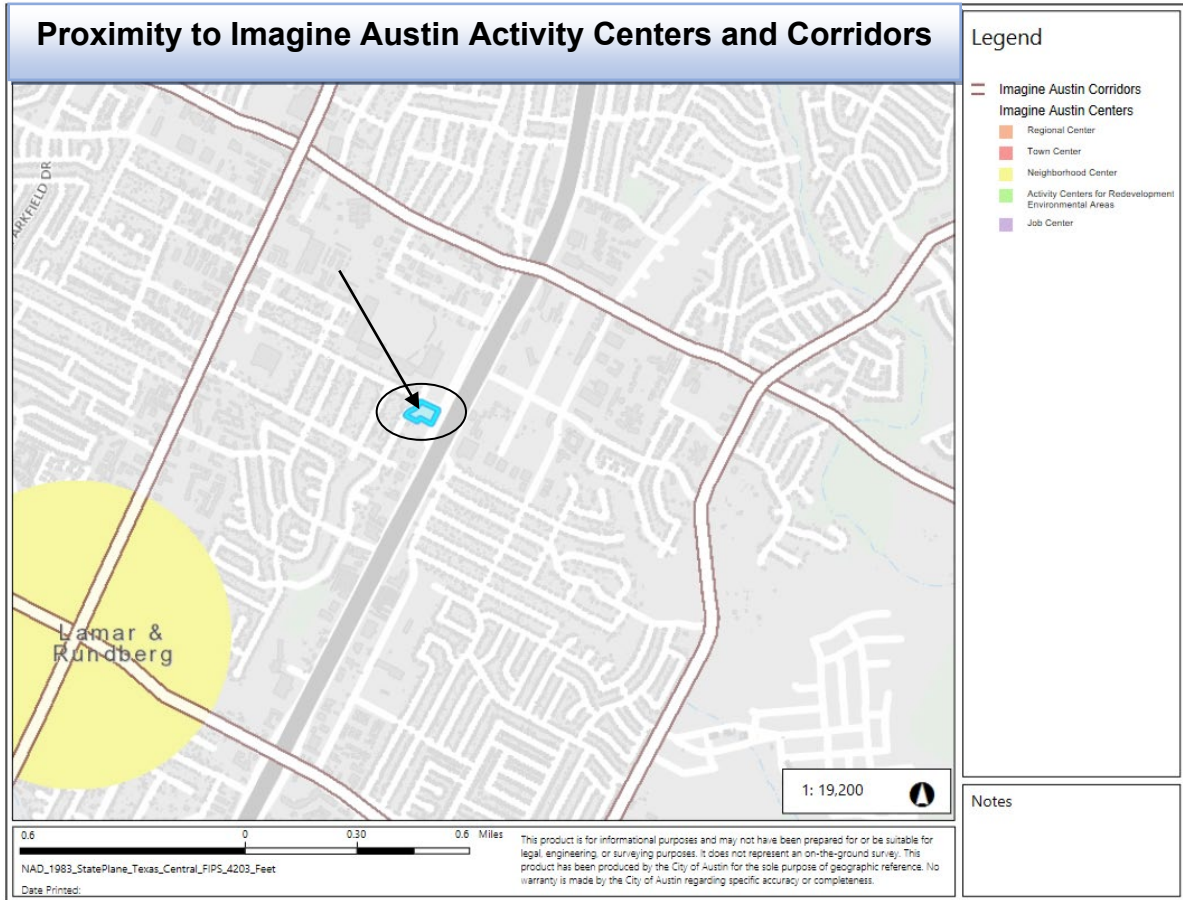 Proximity to Imagine Austin Activity Centers and Corridors
Legend
Imagine Austin Corridors
Imagine Austin Centers
Regional Center
Town Center
Neighborhood Center
Activity Centers for Redevelopment
Environmental Areas
Job Center
ARKFIELD DR
Lamar &
Rundberg
1: 19,200
Notes
0.6 0 0.30 0.6 Miles
NAD_1983_StatePlane_Texas_Central_FIPS_4203_Feet
Date Printed:
This product is for informational purposes and may not have been prepared for or be suitable for
legal, engineering, or surveying purposes. It does not represent an on-the-ground survey. This
product has been produced by the City of Austin for the sole purpose of geographic reference. No
warranty is made by the City of Austin regarding specific accuracy or completeness.